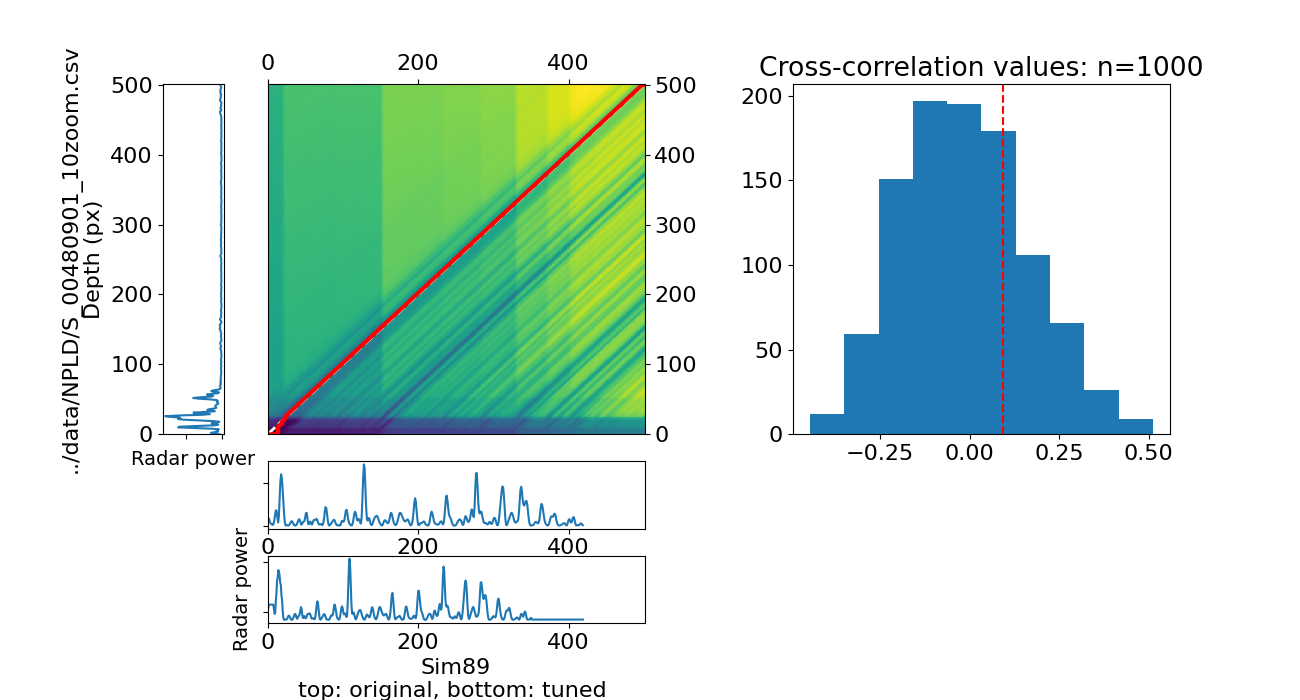 0 200 400
Cross-correlation values: n=1000
../data/NPLD/S_00480901_10zoom.csv
Depth (px)
500
400
300
200
100
0
500
400
300
200
100
0
200
150
100
50
0
−0.25 0.00 0.25 0.50
Radar power
0 200 400
Radar power
0 200 400
Sim89
top: original, bottom: tuned